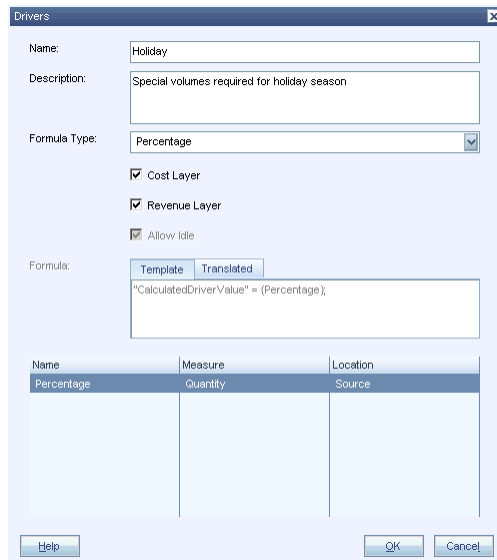 Drivers
Name: Holiday
Description: Special volumes required for holiday season
Formula Type: Percentage
Cost Layer
Revenue Layer
Allow Idle
Formula: Template Translated
"CalculatedDriverValue" = {Percentage};
Name Measure Location
Percentage Quantity Source
Help OK Cancel